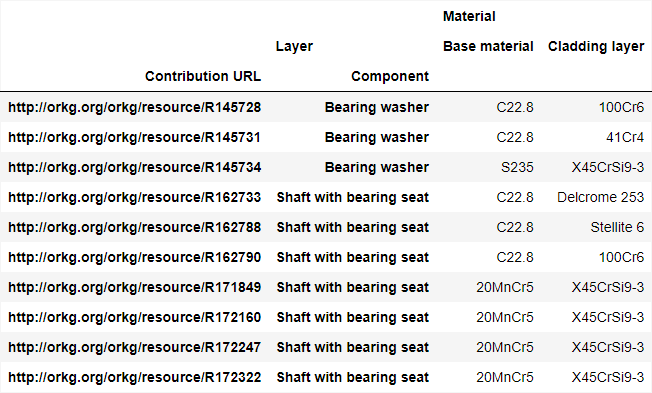 Material
Layer Base material Cladding layer
Contribution URL Component
http://orkg.org/orkg/resource/R145728 Bearing washer C22.8 100Cr6
http://orkg.org/orkg/resource/R145731 Bearing washer C22.8 41Cr4
http://orkg.org/orkg/resource/R145734 Bearing washer S235 X45CrSi9-3
http://orkg.org/orkg/resource/R162733 Shaft with bearing seat C22.8 Delcrome 253
http://orkg.org/orkg/resource/R162788 Shaft with bearing seat C22.8 Stellite 6
http://orkg.org/orkg/resource/R162790 Shaft with bearing seat C22.8 100Cr6
http://orkg.org/orkg/resource/R171849 Shaft with bearing seat 20MnCr5 X45CrSi9-3
http://orkg.org/orkg/resource/R172160 Shaft with bearing seat 20MnCr5 X45CrSi9-3
http://orkg.org/orkg/resource/R172247 Shaft with bearing seat 20MnCr5 X45CrSi9-3
http://orkg.org/orkg/resource/R172322 Shaft with bearing seat 20MnCr5 X45CrSi9-3